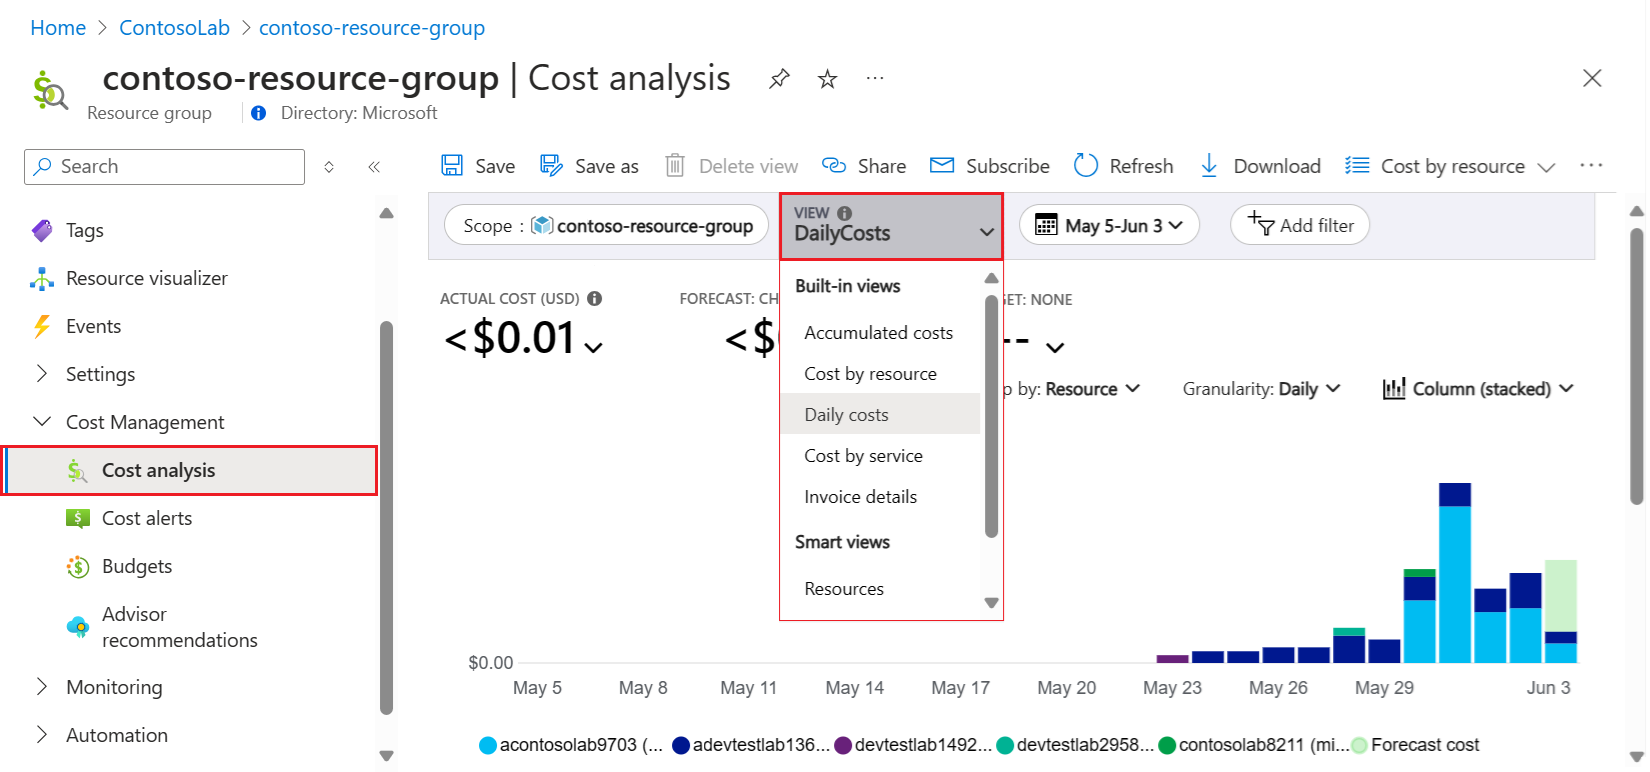 Home > ContosoLab > contoso-resource-group
contoso-resource-group | Cost analysis
Resource group
Directory: Microsoft
Search
Save
Save as
Delete view
Share
Subscribe
Refresh
Download
Cost by resource
Tags
Resource visualizer
Events
Settings
Cost Management
Cost analysis
Cost alerts
Budgets
Advisor
recommendations
Monitoring
Automation
Scope : contoso-resource-group
VIEW
DailyCosts
May 5-Jun 3
Add filter
Built-in views
Accumulated costs
Cost by resource
Daily costs
Cost by service
Invoice details
Smart views
Resources
ACTUAL COST (USD)
<$0.01
FORECAST: CH
<$
GET: NONE
--
p by: Resource
Granularity: Daily
Column (stacked)
$0.00
May 5 May 8 May 11 May 14 May 17 May 20 May 23 May 26 May 29 Jun 3
acontosolab9703 (... adevtestlab136... devtestlab1492... devtestlab2958... contosolab8211 (mi... Forecast cost